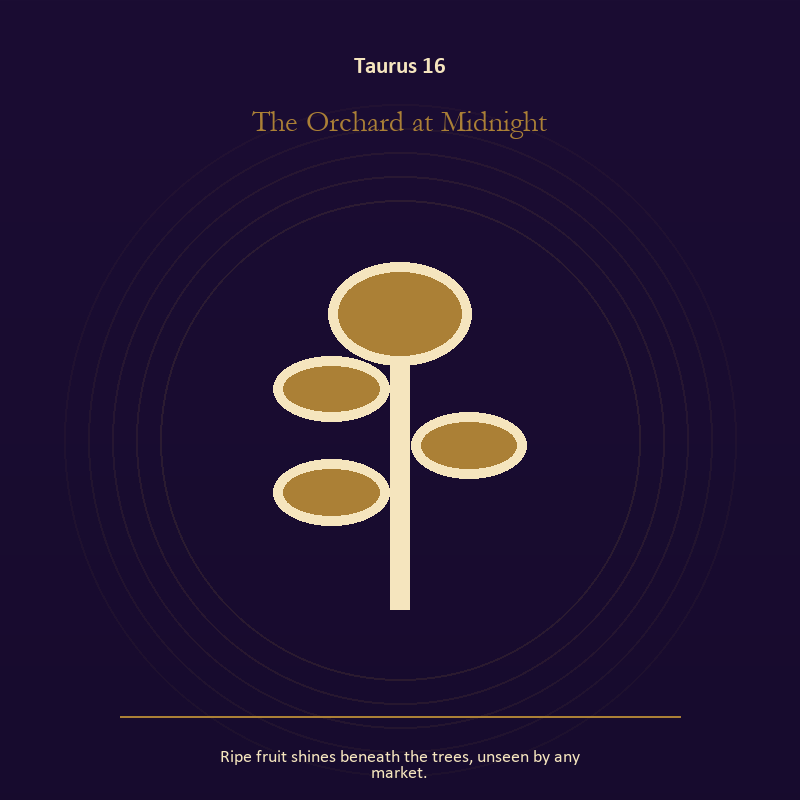 Taurus 16
The Orchard at Midnight
Ripe fruit shines beneath the trees, unseen by any
market.